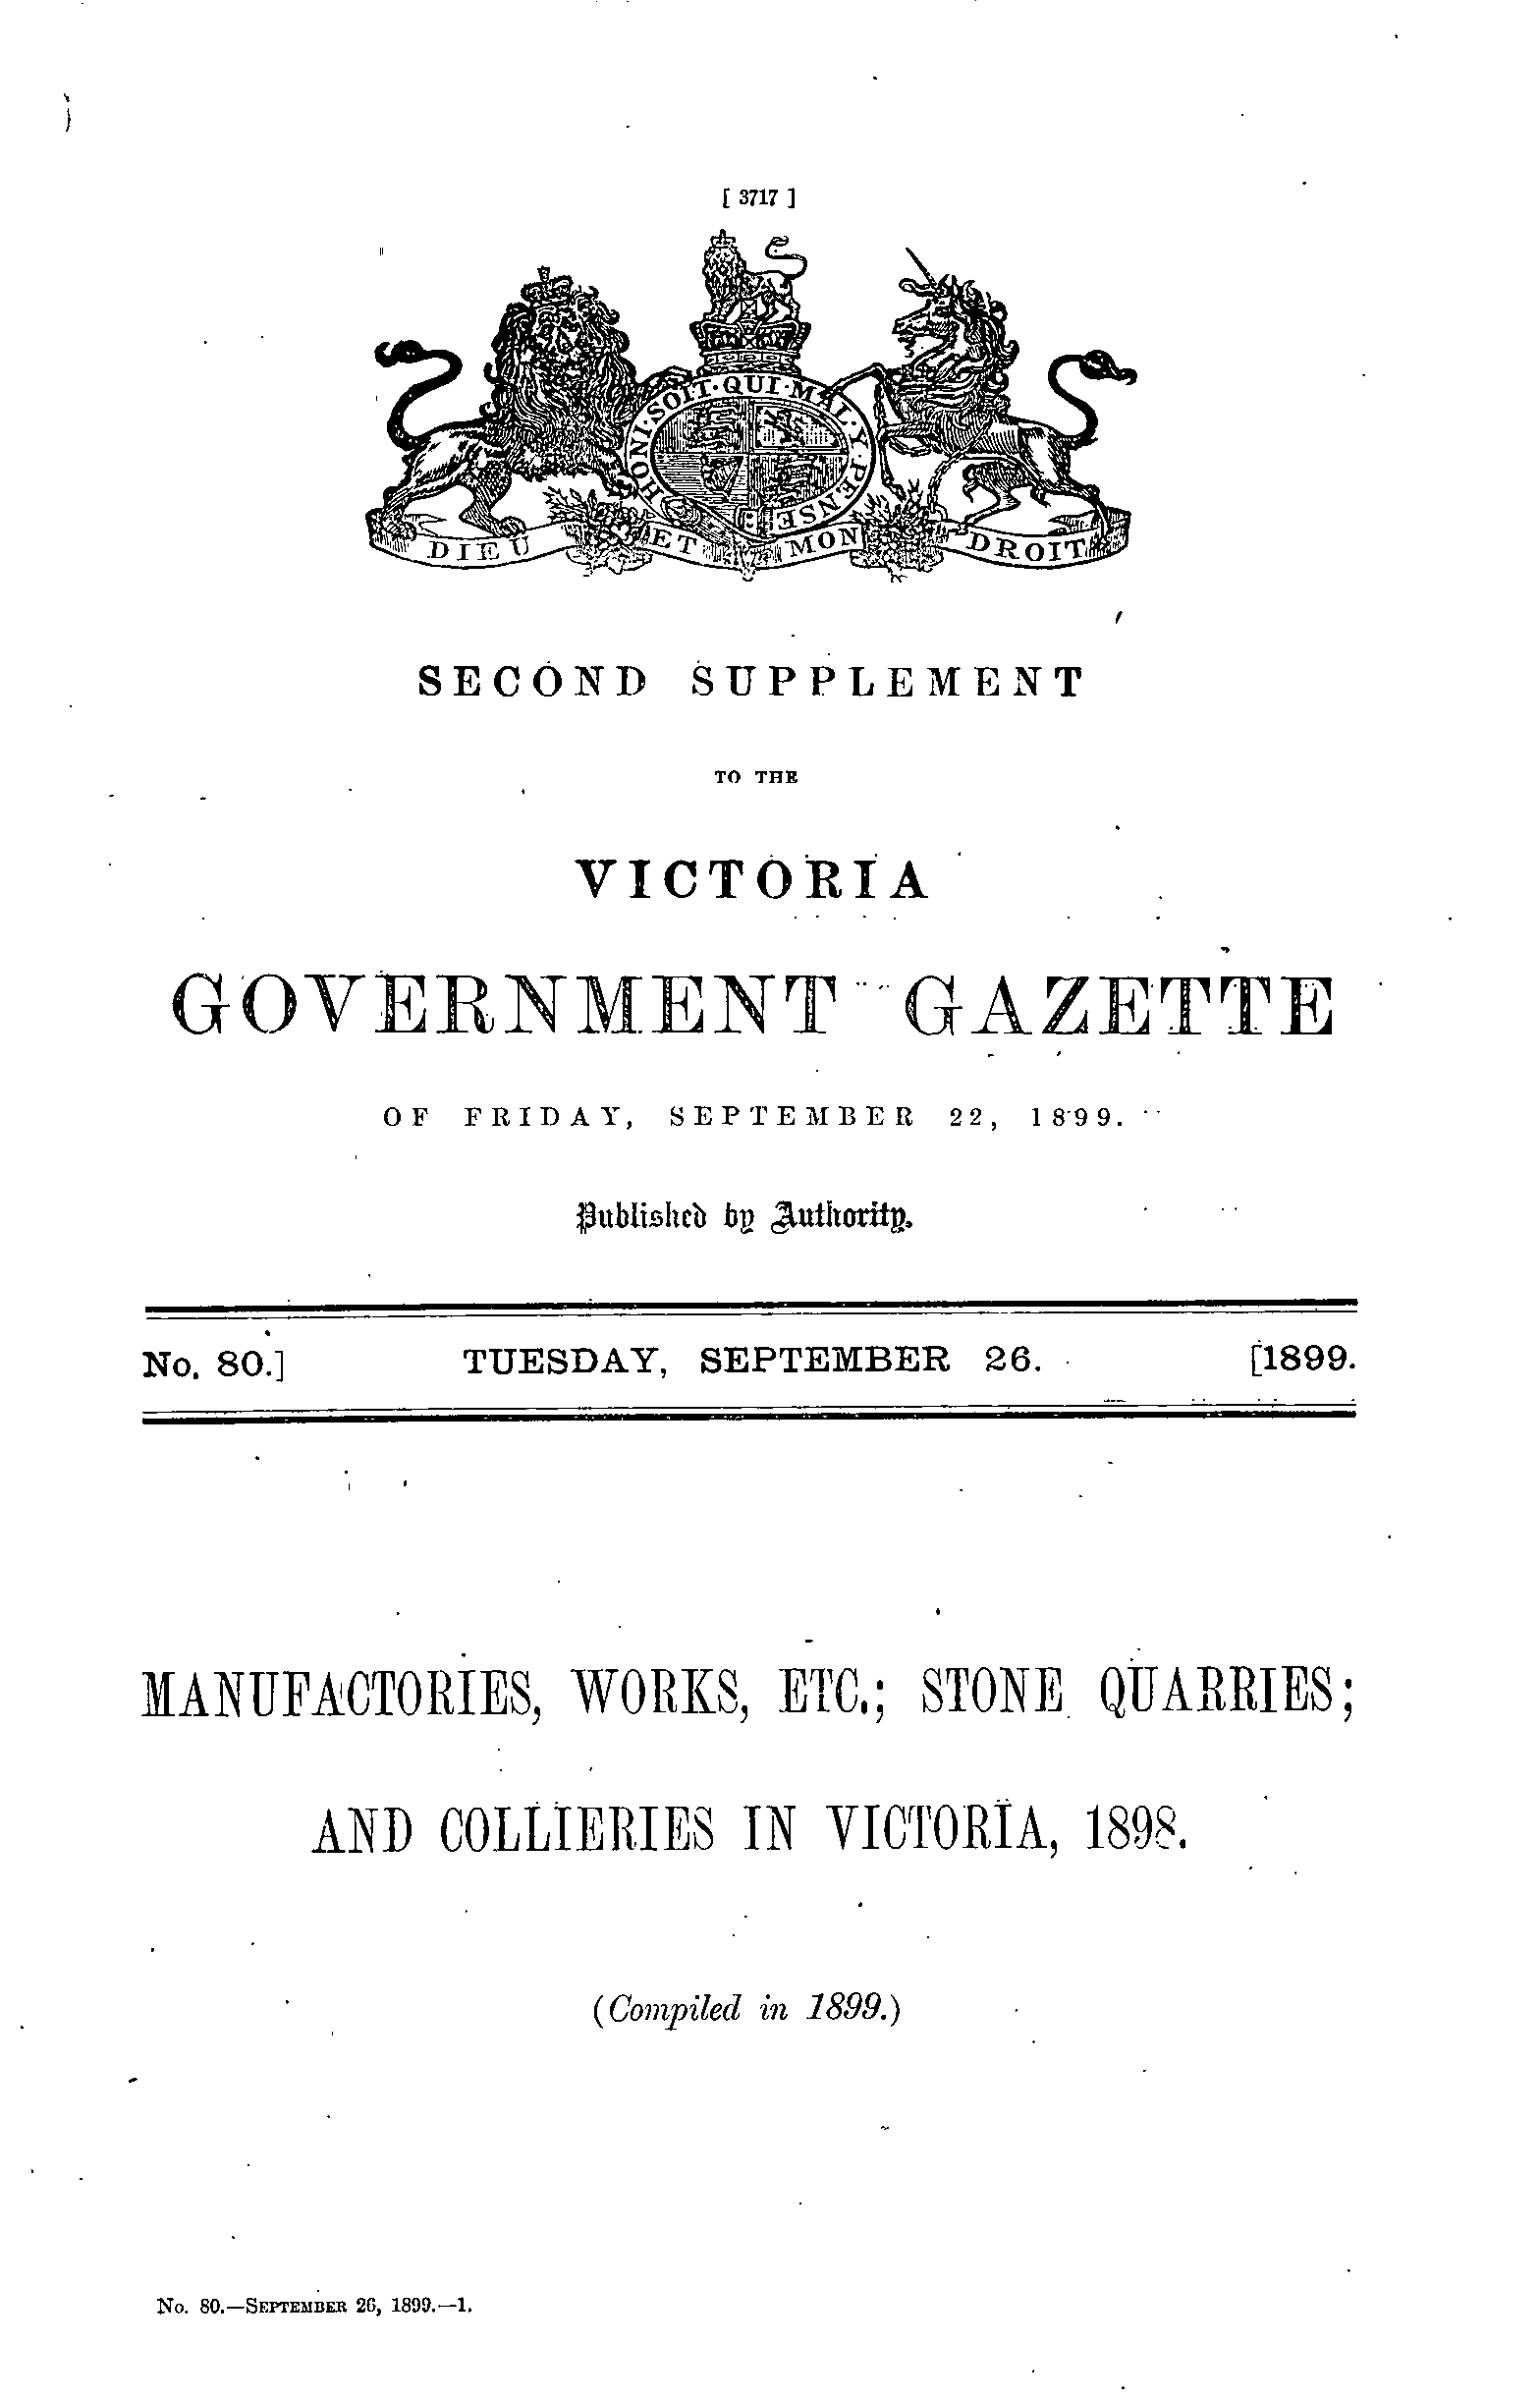 [ 3717 ]
HONI·SOIT·QUI·MAL·Y·PENSE
DIEU ET MON DROIT
SECOND SUPPLEMENT
TO THE
VICTORIA
GOVERNMENT GAZETTE
OF FRIDAY, SEPTEMBER 22, 1899.
Published by Authority.
No. 80.] TUESDAY, SEPTEMBER 26. [1899.
MANUFACTORIES, WORKS, ETC.; STONE QUARRIES;
AND COLLIERIES IN VICTORIA, 1898.
(Compiled in 1899.)
No. 80.—SEPTEMBER 26, 1899.—1.